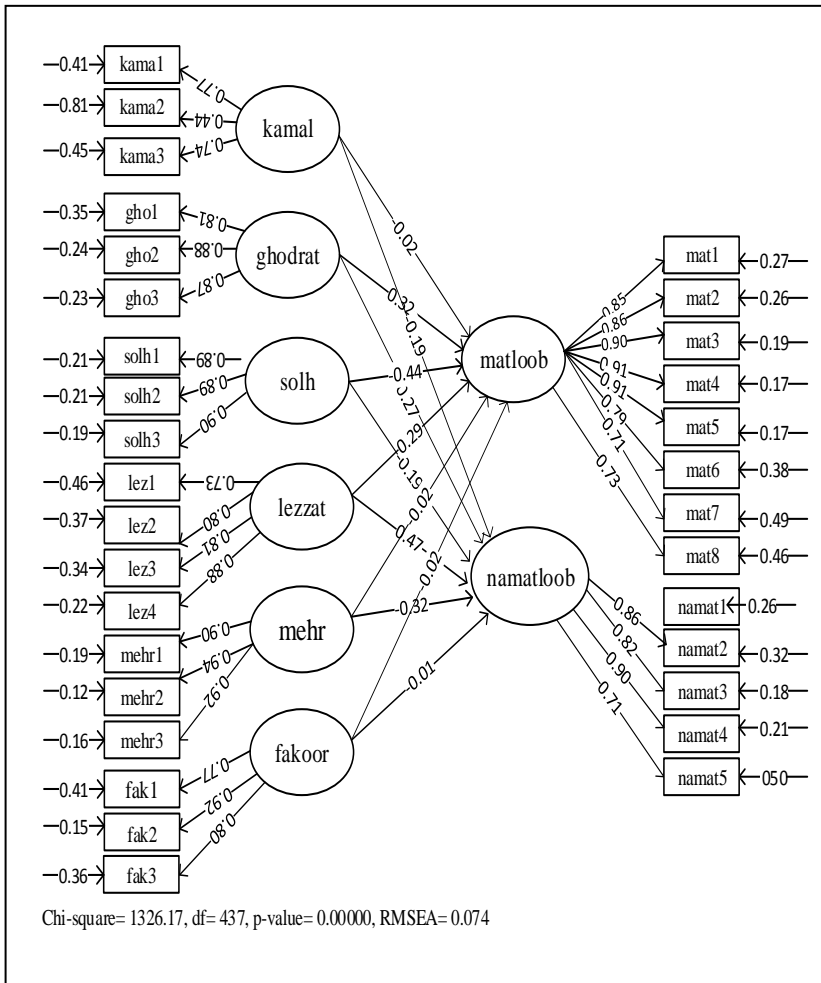 0.41
kama1
0.77
0.81
kama2
0.44
0.45
kama3
0.74
kamal
0.35
gho1
0.81
0.24
gho2
0.88
0.23
gho3
0.87
ghodrat
0.21
solh1
0.89
0.21
solh2
0.89
0.19
solh3
0.90
solh
0.46
lez1
0.73
0.37
lez2
0.80
0.34
lez3
0.81
0.22
lez4
0.88
lezzat
0.19
mehr1
0.90
0.12
mehr2
0.94
0.16
mehr3
0.92
mehr
0.41
fak1
0.77
0.15
fak2
0.92
0.36
fak3
0.80
fakoor
-0.02
0.19
0.32
0.27
-0.44
0.19
0.29
0.47
0.02
-0.32
0.02
-0.01
matloob
0.85
mat1
0.27
0.86
mat2
0.26
0.90
mat3
0.19
0.91
mat4
0.17
0.91
mat5
0.17
0.79
mat6
0.38
0.71
mat7
0.49
0.73
mat8
0.46
namatloob
namat1
0.26
0.86
namat2
0.32
0.82
namat3
0.18
0.90
namat4
0.21
0.71
namat5
050
Chi-square= 1326.17, df= 437, p-value= 0.00000, RMSEA= 0.074